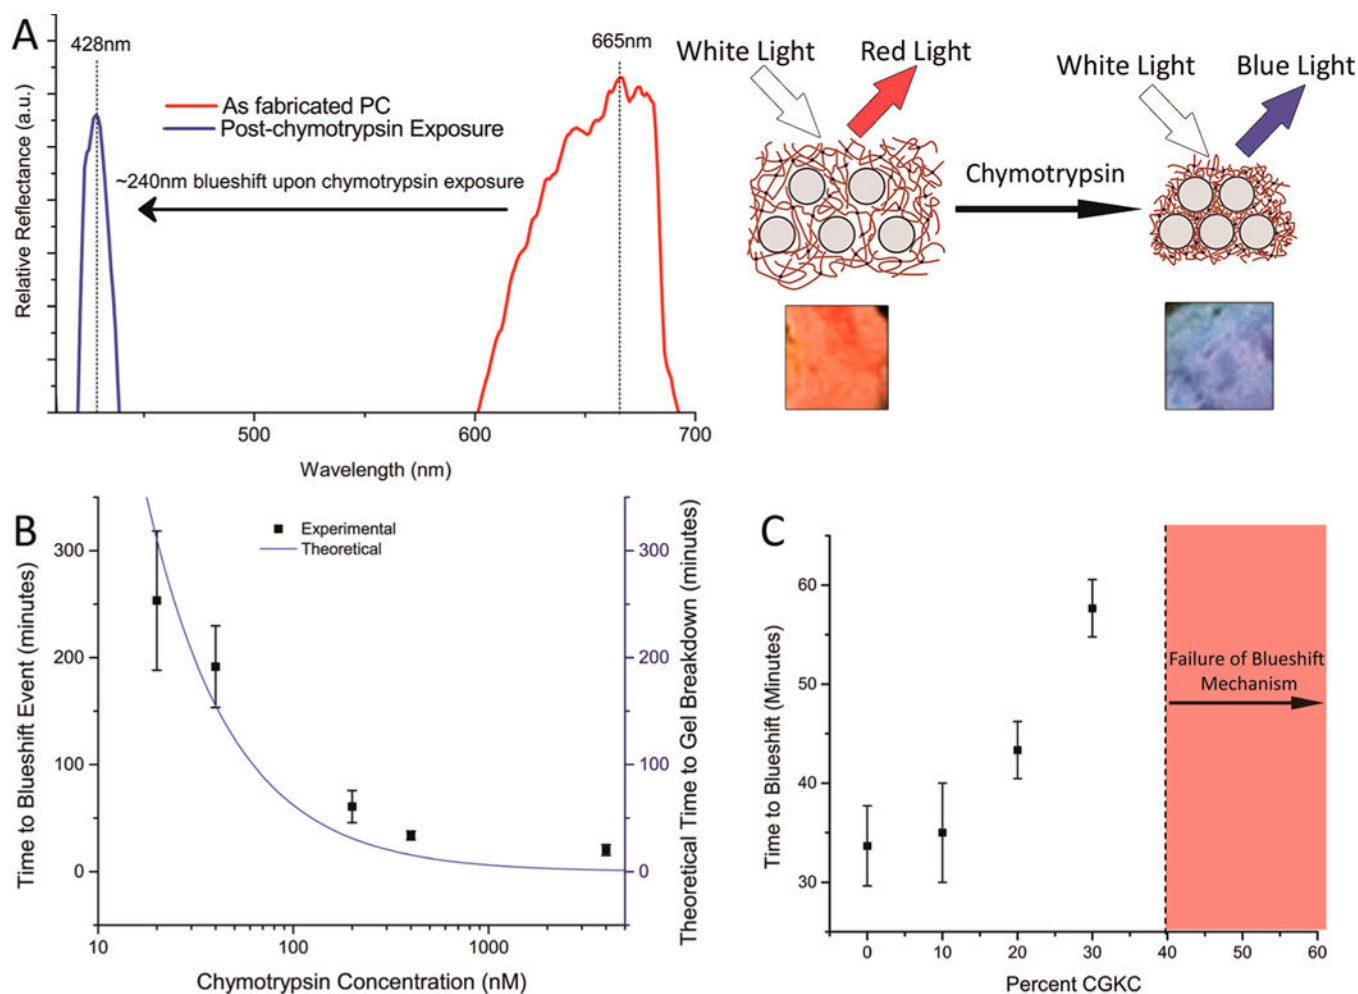 A
428nm
665nm
As fabricated PC
Post-chymotrypsin Exposure
~240nm blueshift upon chymotrypsin exposure
Relative Reflectance (a.u.)
500
600
700
Wavelength (nm)
White Light
Red Light
Chymotrypsin
White Light
Blue Light
B
Experimental
Theoretical
Time to Blueshift Event (minutes)
300
200
100
0
Theoretical Time to Gel Breakdown (minutes)
300
200
100
0
10
100
1000
Chymotrypsin Concentration (nM)
C
Time to Blueshift (Minutes)
60
50
40
30
Failure of Blueshift
Mechanism
0
10
20
30
40
50
60
Percent CGKC